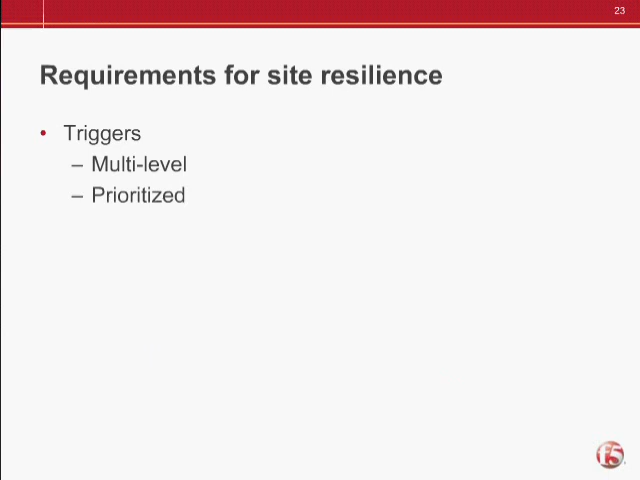 23
Requirements for site resilience
• Triggers
– Multi-level
– Prioritized
f5